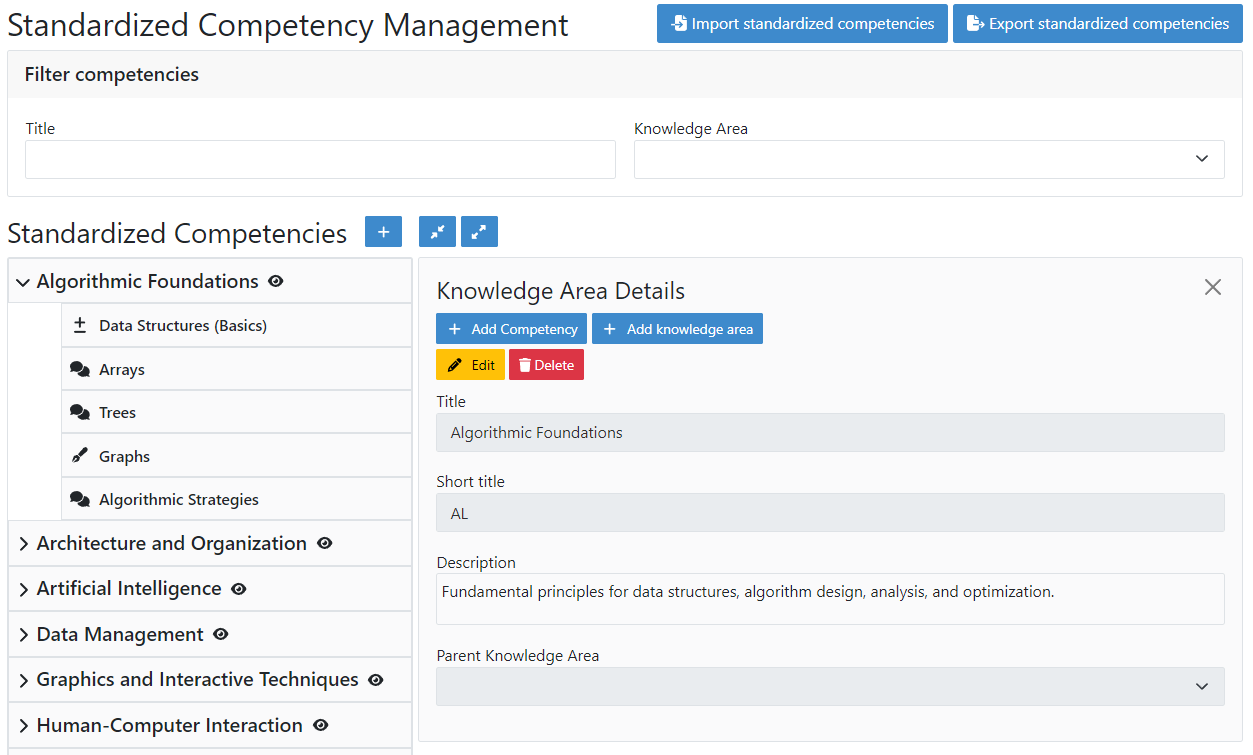 Standardized Competency Management
Import standardized competencies
Export standardized competencies
Filter competencies
Title
Knowledge Area
Standardized Competencies
Algorithmic Foundations
Data Structures (Basics)
Arrays
Trees
Graphs
Algorithmic Strategies
Architecture and Organization
Artificial Intelligence
Data Management
Graphics and Interactive Techniques
Human-Computer Interaction
Knowledge Area Details
Add Competency
Add knowledge area
Edit
Delete
Title
Algorithmic Foundations
Short title
AL
Description
Fundamental principles for data structures, algorithm design, analysis, and optimization.
Parent Knowledge Area